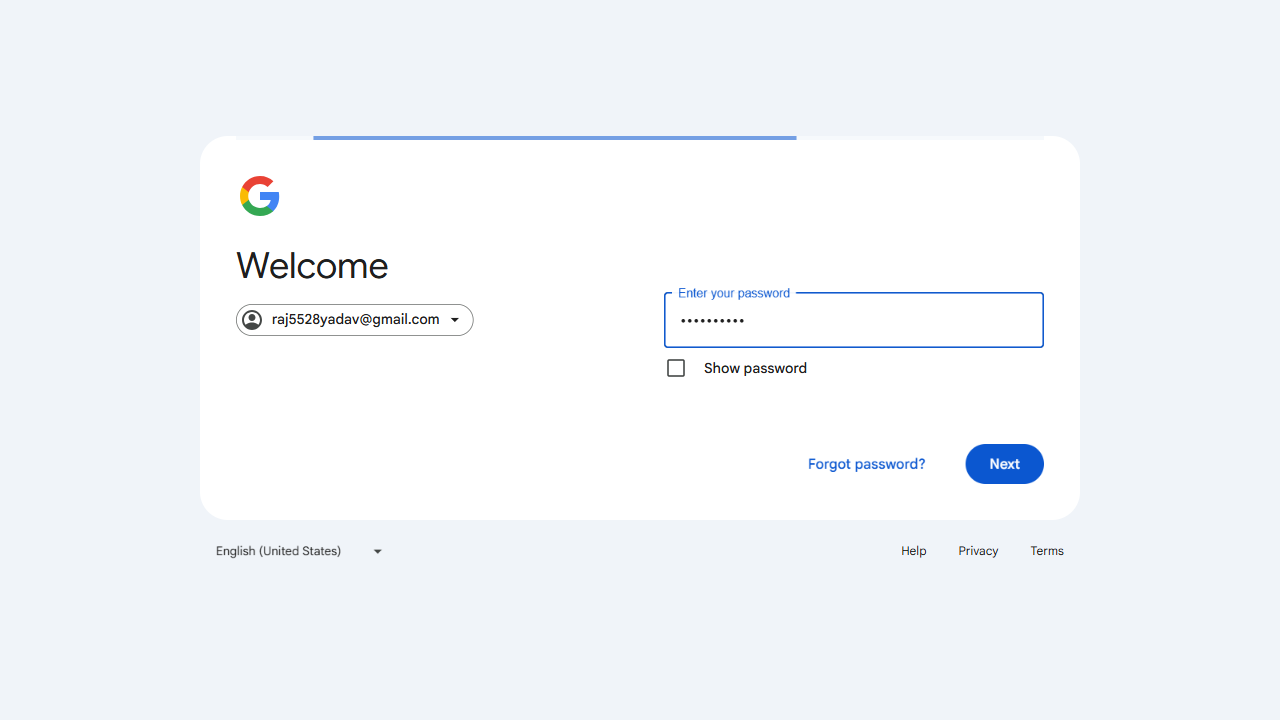 Welcome
raj5528yadav@gmail.com
Enter your password
••••••••••
Show password
Forgot password?
Next
English (United States)
Help
Privacy
Terms